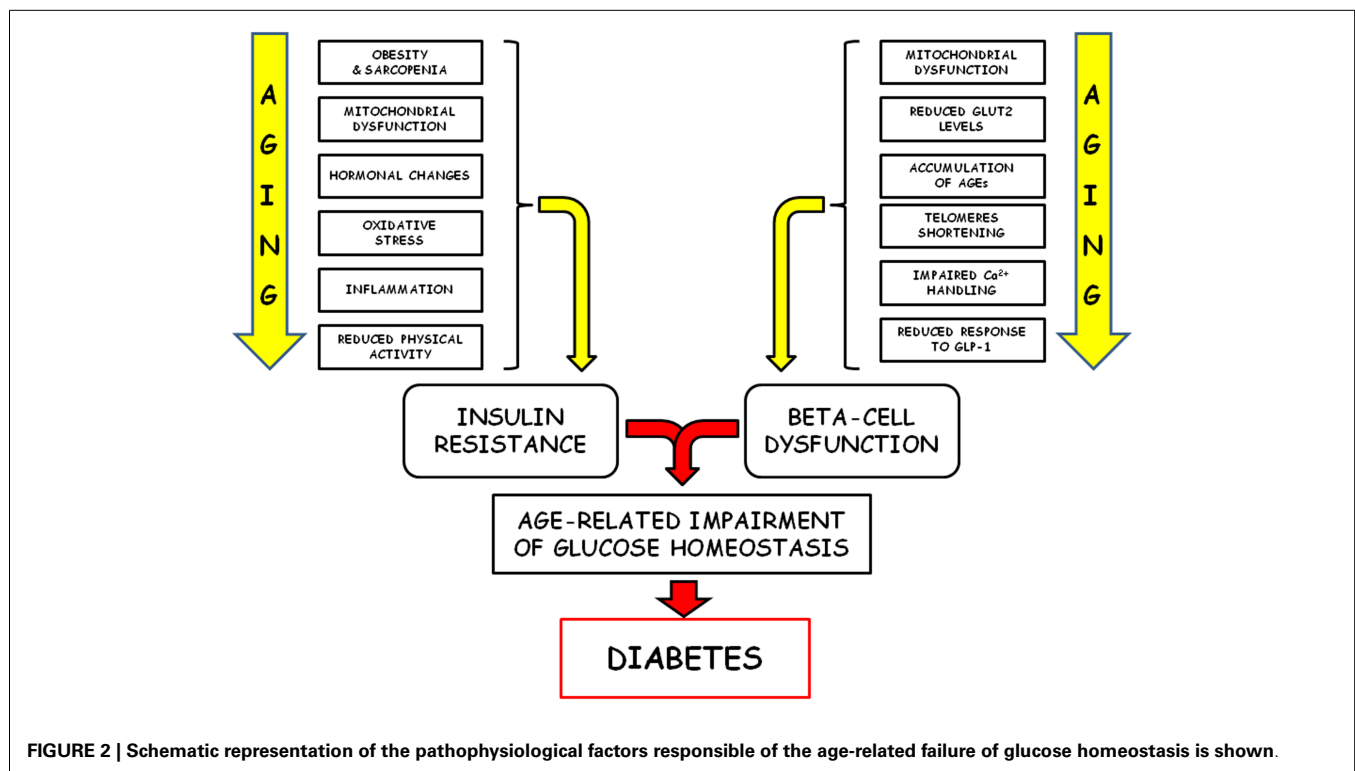 AGING
OBESITY
& SARCOPENIA
MITOCHONDRIAL
DYSFUNCTION
HORMONAL CHANGES
OXIDATIVE
STRESS
INFLAMMATION
REDUCED PHYSICAL
ACTIVITY
MITOCHONDRIAL
DYSFUNCTION
REDUCED GLUT2
LEVELS
ACCUMULATION
OF AGEs
TELOMERES
SHORTENING
IMPAIRED Ca²⁺
HANDLING
REDUCED RESPONSE
TO GLP-1
AGING
INSULIN
RESISTANCE
BETA-CELL
DYSFUNCTION
AGE-RELATED IMPAIRMENT
OF GLUCOSE HOMEOSTASIS
DIABETES
FIGURE 2 | Schematic representation of the pathophysiological factors responsible of the age-related failure of glucose homeostasis is shown.